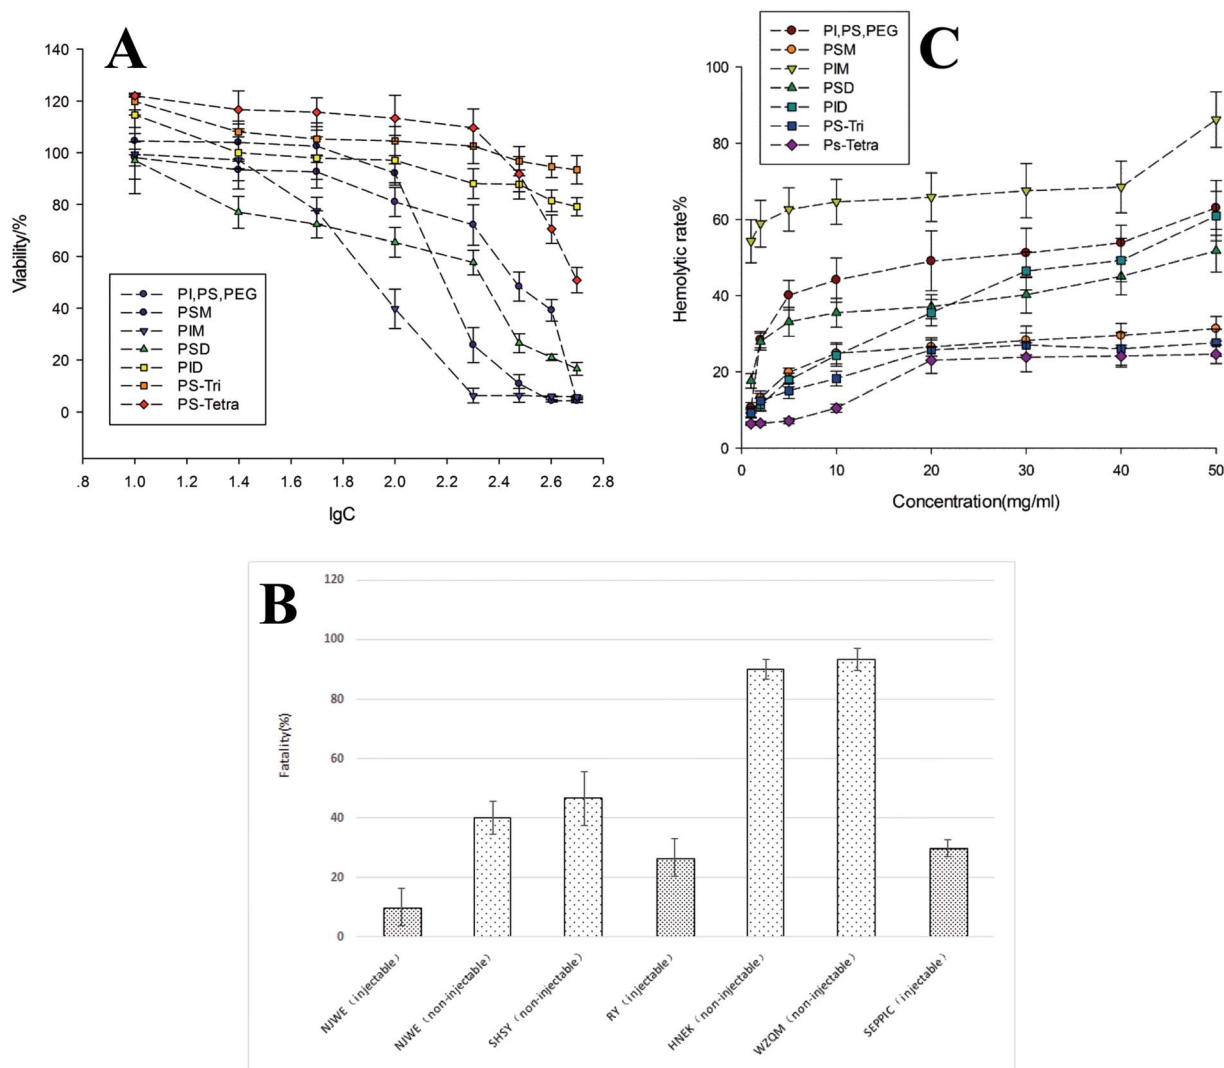 A
140
120
100
80
60
40
20
0
Viability/%
PI,PS,PEG
PSM
PIM
PSD
PID
PS-Tri
PS-Tetra
.8 1.0 1.2 1.4 1.6 1.8 2.0 2.2 2.4 2.6 2.8
lgC
C
PI,PS,PEG
PSM
PIM
PSD
PID
PS-Tri
Ps-Tetra
100
80
60
40
20
0
Hemolytic rate%
0 10 20 30 40 50
Concentration(mg/ml)
B
120
100
80
60
40
20
0
Fatality(%)
NJWE（injectable）
NJWE（non-injectable）
SHSY（non-injectable）
RY（injectable）
HNEK（non-injectable）
WZQM（non-injectable）
SEPPIC（injectable）